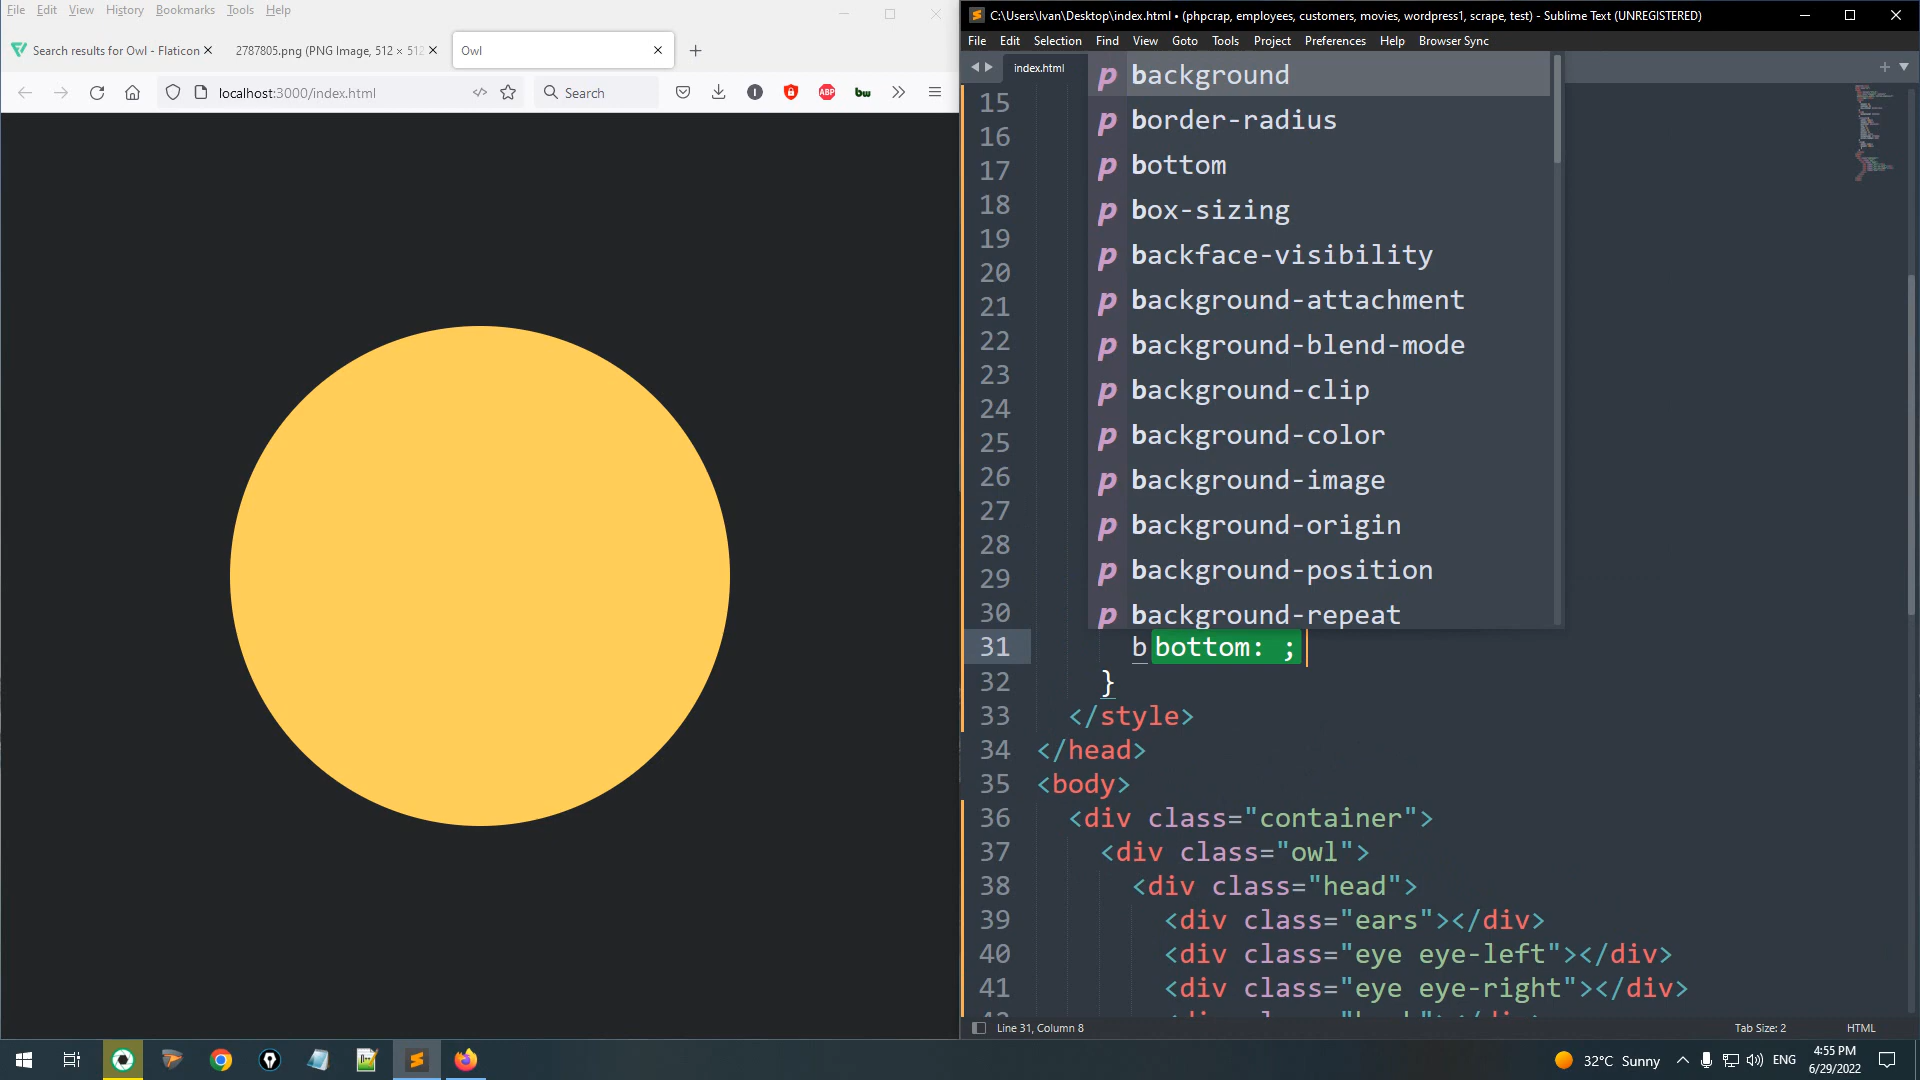 File Edit View History Bookmarks Tools Help
Search results for Owl - Flaticon
2787805.png (PNG Image, 512 × 512
Owl
localhost:3000/index.html
Search
ABP
bw
C:\Users\Ivan\Desktop\index.html • (phpcrap, employees, customers, movies, wordpress1, scrape, test) - Sublime Text (UNREGISTERED)
File Edit Selection Find View Goto Tools Project Preferences Help Browser Sync
index.html
p background
p border-radius
p bottom
p box-sizing
p backface-visibility
p background-attachment
p background-blend-mode
p background-clip
p background-color
p background-image
p background-origin
p background-position
p background-repeat
15
16
17
18
19
20
21
22
23
24
25
26
27
28
29
30
31 b bottom: ;
32 }
33 </style>
34 </head>
35 <body>
36 <div class="container">
37 <div class="owl">
38 <div class="head">
39 <div class="ears"></div>
40 <div class="eye eye-left"></div>
41 <div class="eye eye-right"></div>
Line 31, Column 8
Tab Size: 2
HTML
32°C Sunny
ENG
4:55 PM
6/29/2022